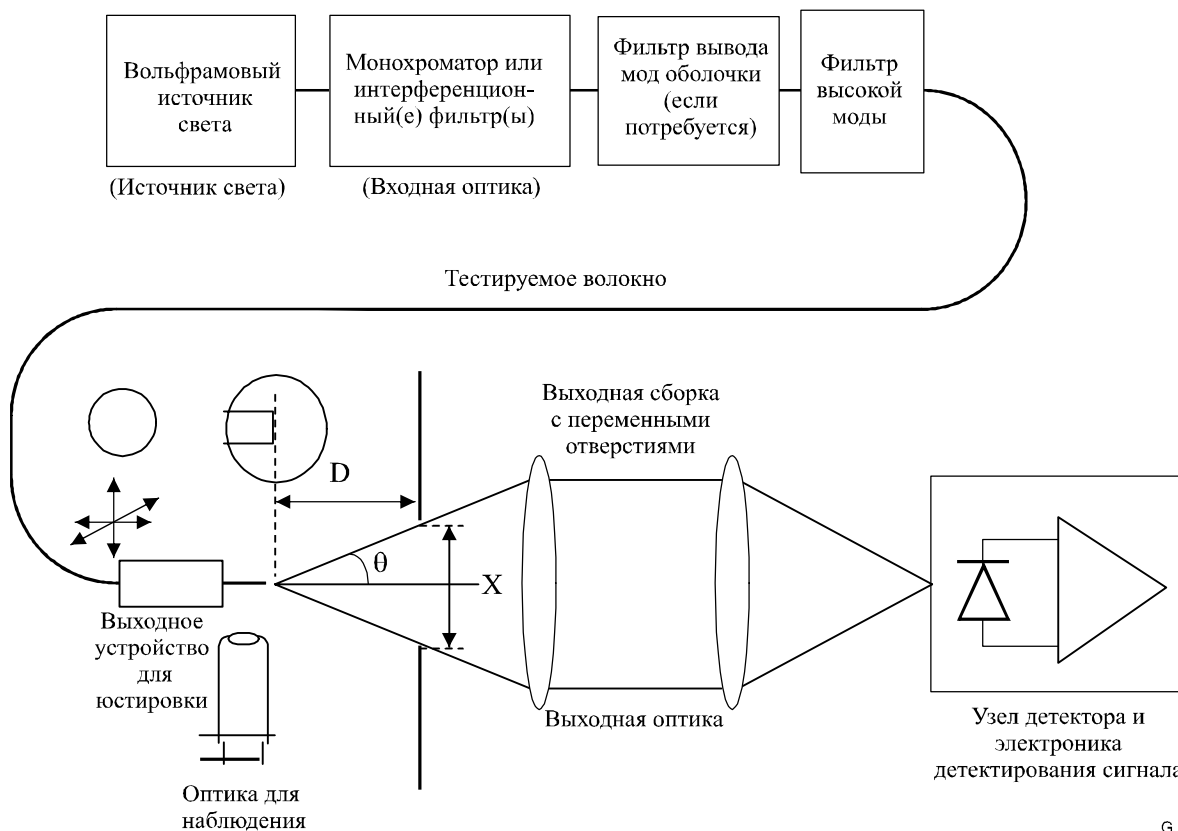 Вольфрамовый
источник
света
(Источник света)
Монохроматор или
интерференцион-
ный(е) фильтр(ы)
(Входная оптика)
Фильтр вывода
мод оболочки
(если
потребуется)
Фильтр
высокой
моды
Тестируемое волокно
Выходная сборка
с переменными
отверстиями
D
θ
X
Выходное
устройство
для
юстировки
Выходная оптика
Узел детектора и
электроника
детектирования сигнала
Оптика для
наблюдения
G